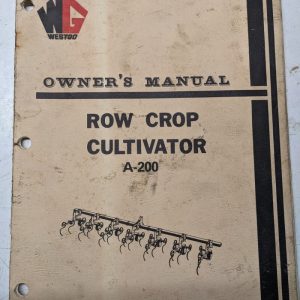 WG
WESTGO
OWNER'S MANUAL
ROW CROP
CULTIVATOR
A-200